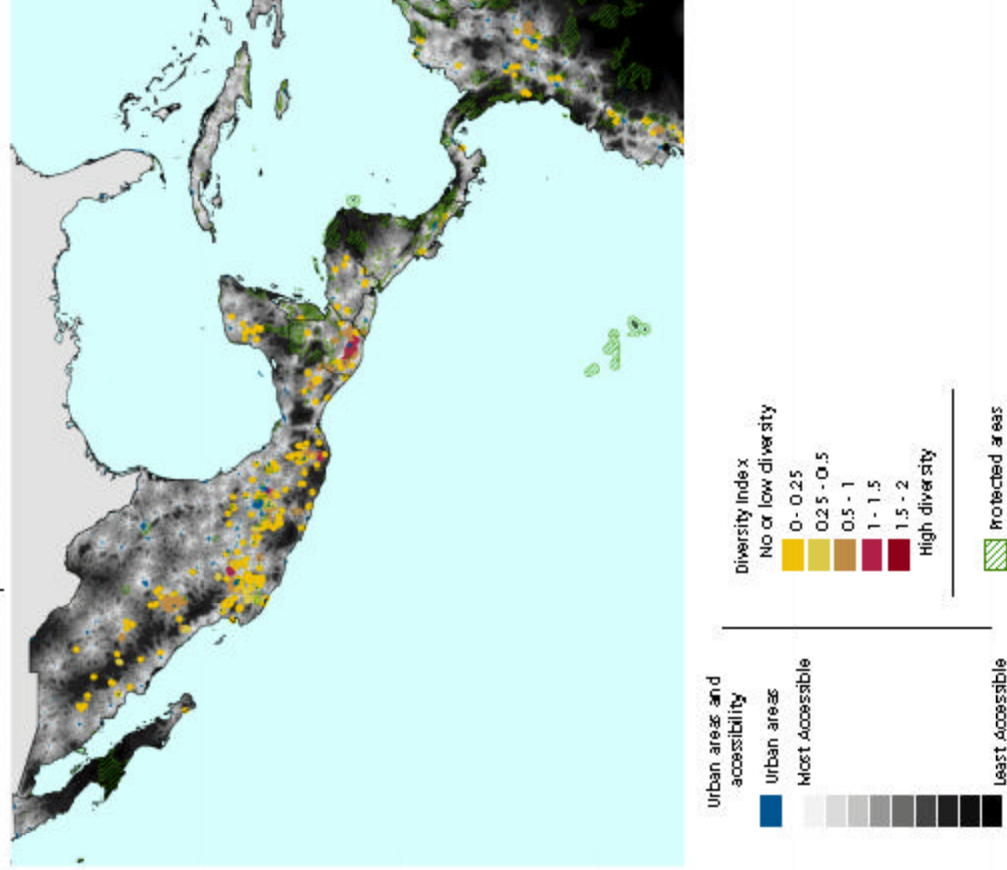 Urban areas and
accessibility
Urban areas
Most Accessible
Least Accessible
Diversity Index
No or low diversity
0 - 0.25
0.25 - 0.5
0.5 - 1
1 - 1.5
1.5 - 2
High diversity
Protected areas